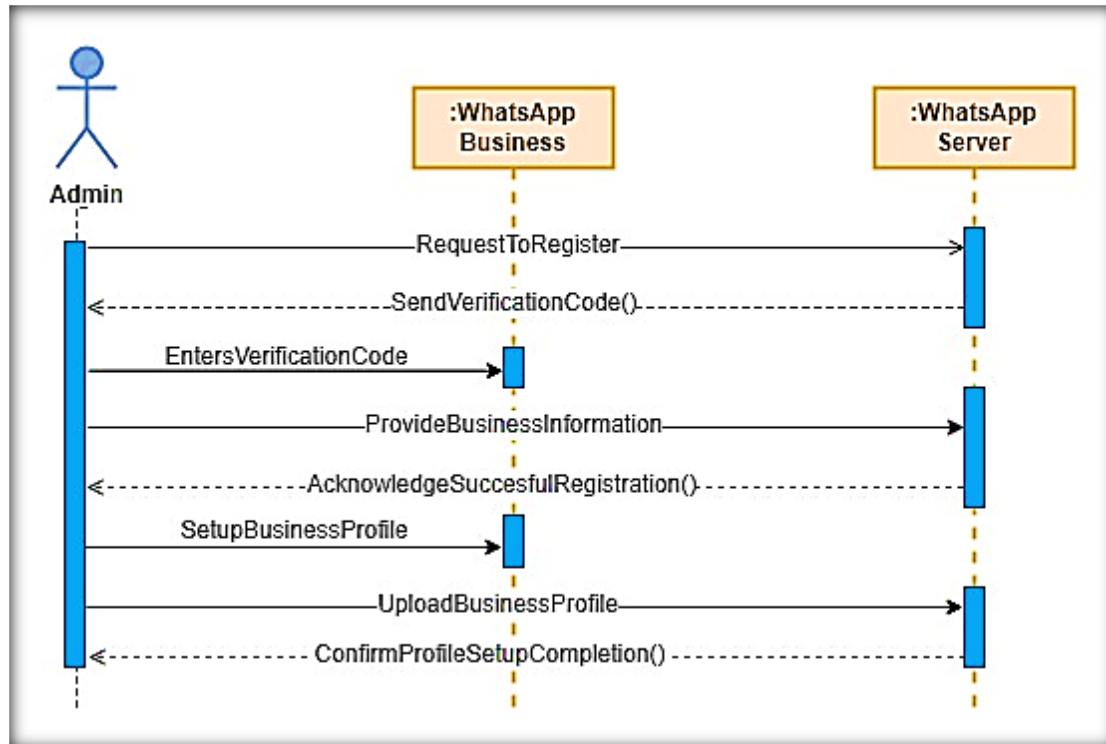 :WhatsApp
Business
:WhatsApp
Server
Admin
RequestToRegister
SendVerificationCode()
EntersVerificationCode
ProvideBusinessInformation
AcknowledgeSuccesfulRegistration()
SetupBusinessProfile
UploadBusinessProfile
ConfirmProfileSetupCompletion()